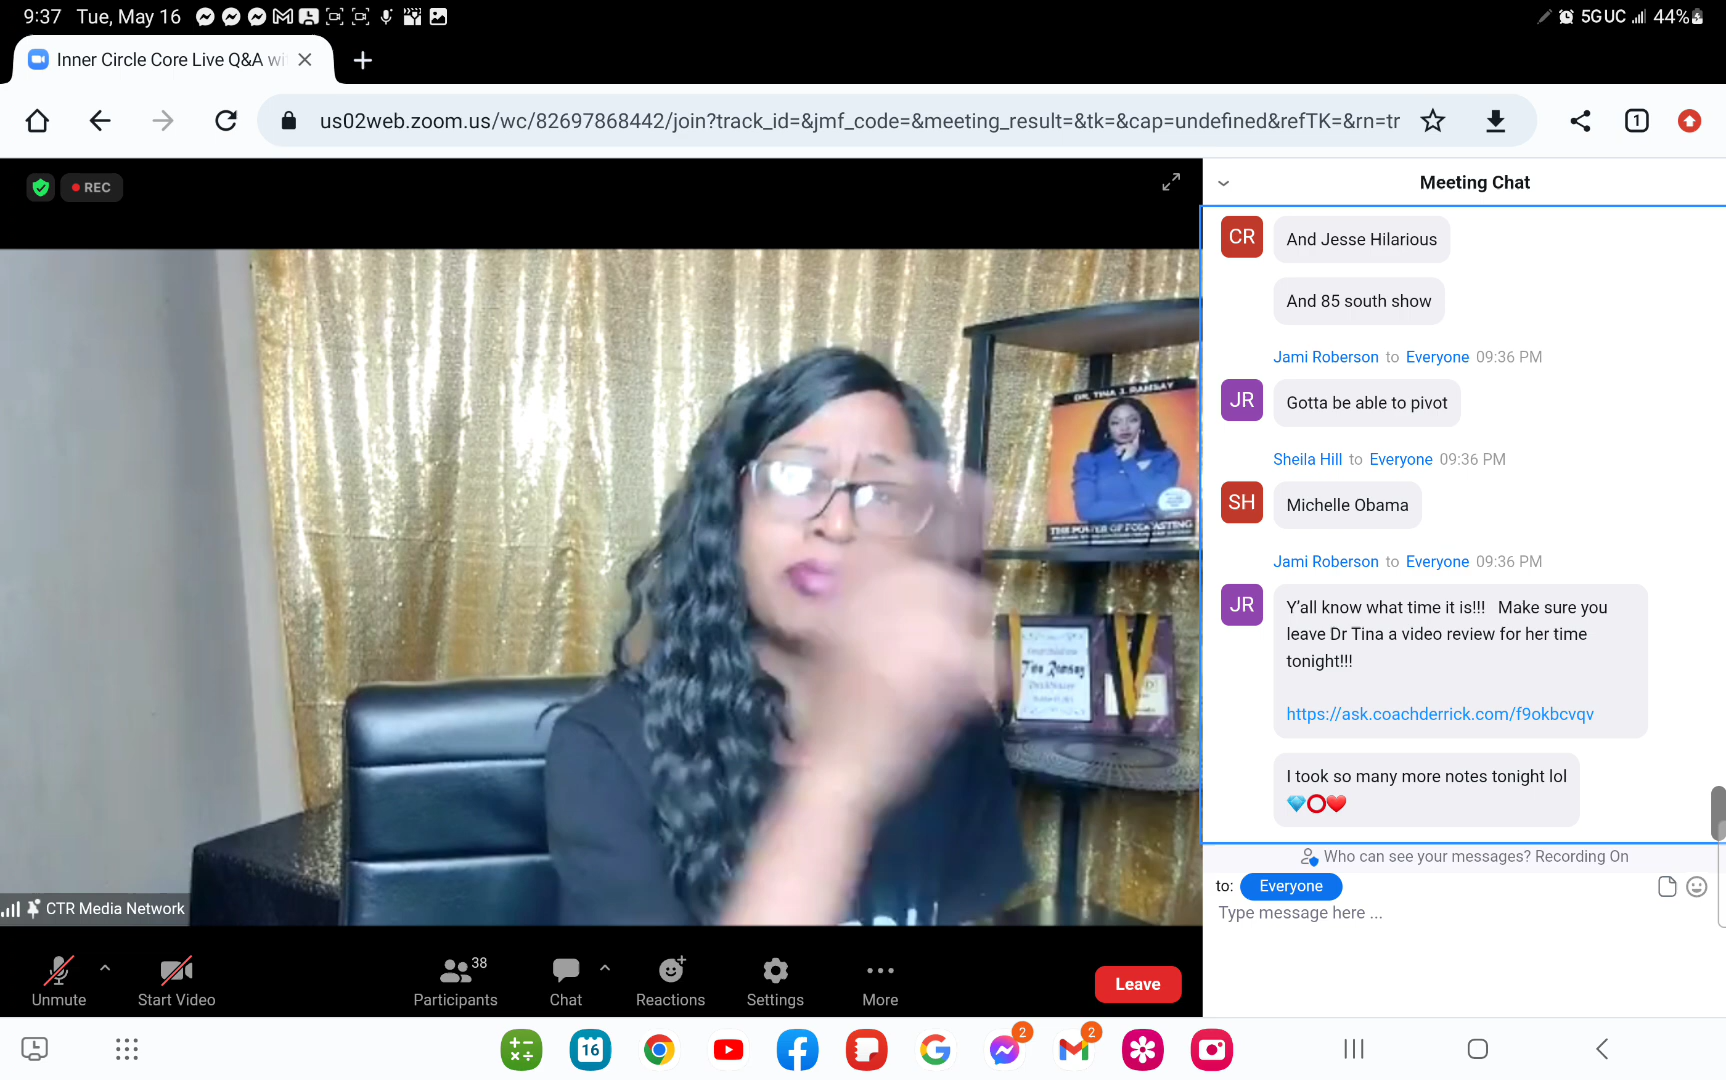 9:37 Tue, May 16
5GUC 44%
Inner Circle Core Live Q&A wi
us02web.zoom.us/wc/82697868442/join?track_id=&jmf_code=&meeting_result=&tk=&cap=undefined&refTK=&rn=tr
1
REC
Meeting Chat
CR
And Jesse Hilarious
And 85 south show
Jami Roberson to Everyone 09:36 PM
JR
Gotta be able to pivot
Sheila Hill to Everyone 09:36 PM
SH
Michelle Obama
Jami Roberson to Everyone 09:36 PM
JR
Y'all know what time it is!!! Make sure you
leave Dr Tina a video review for her time
tonight!!!
https://ask.coachderrick.com/f9okbcvqv
I took so many more notes tonight lol
💎⭕❤️
Who can see your messages? Recording On
to: Everyone
Type message here ...
DR. TINA J. RAMSAY
THE POWER OF PODCASTING
Tina Ramsay
CTR Media Network
Unmute
Start Video
38
Participants
Chat
Reactions
Settings
More
Leave
16
2
2